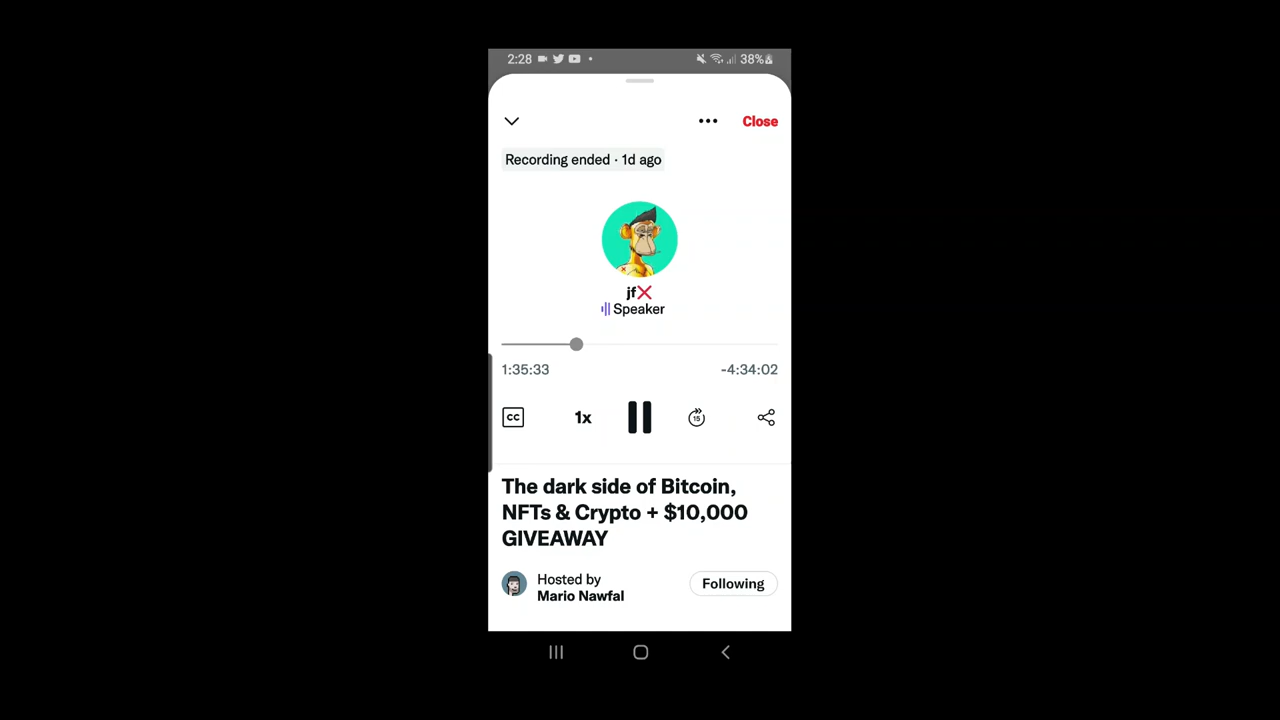 2:28
38%
Close
Recording ended · 1d ago
jf❌
Speaker
1:35:33
-4:34:02
CC
1x
15
The dark side of Bitcoin,
NFTs & Crypto + $10,000
GIVEAWAY
Hosted by
Mario Nawfal
Following